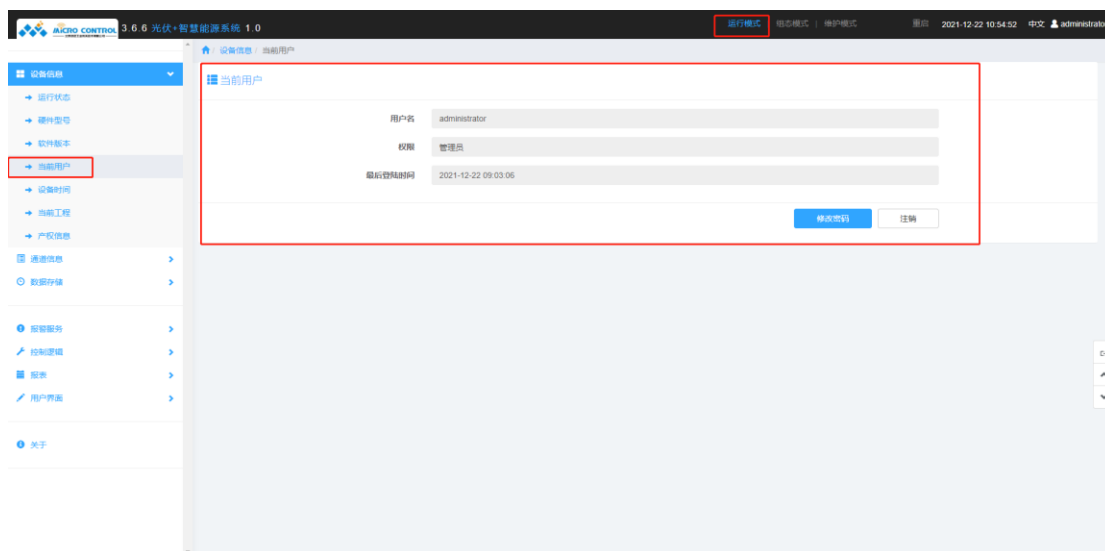 MICRO CONTROL 3.6.6 光伏+智慧能源系统 1.0
运行模式 组态模式 | 维护模式 重启 2021-12-22 10:54:52 中文 administrato
设备信息 / 当前用户
设备信息
运行状态
硬件型号
软件版本
当前用户
设备时间
当前工程
产权信息
通道信息
数据存储
报警服务
控制逻辑
报表
用户界面
关于
当前用户
用户名 administrator
权限 管理员
最后登陆时间 2021-12-22 09:03:06
修改密码 注销